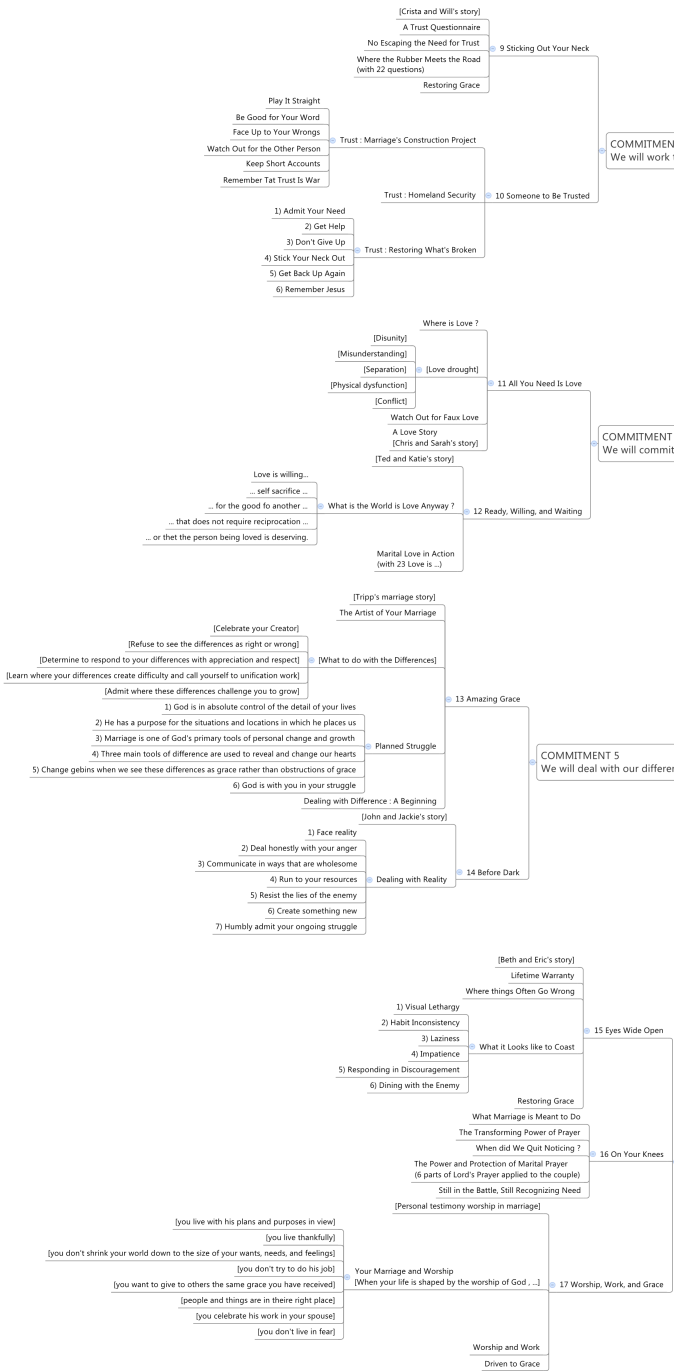 [Crista and Will's story]
A Trust Questionnaire
No Escaping the Need for Trust
Where the Rubber Meets the Road
(with 22 questions)
Restoring Grace
9 Sticking Out Your Neck
Play It Straight
Be Good for Your Word
Face Up to Your Wrongs
Watch Out for the Other Person
Keep Short Accounts
Remember Tat Trust Is War
Trust : Marriage's Construction Project
Trust : Homeland Security
1) Admit Your Need
2) Get Help
3) Don't Give Up
4) Stick Your Neck Out
5) Get Back Up Again
6) Remember Jesus
Trust : Restoring What's Broken
10 Someone to Be Trusted
COMMITMEN
We will work
Where is Love ?
[Disunity]
[Misunderstanding]
[Separation]
[Physical dysfunction]
[Conflict]
[Love drought]
Watch Out for Faux Love
A Love Story
[Chris and Sarah's story]
11 All You Need Is Love
[Ted and Katie's story]
Love is willing...
... self sacrifice ...
... for the good fo another ...
... that does not require reciprocation ...
... or thet the person being loved is deserving.
What is the World is Love Anyway ?
Marital Love in Action
(with 23 Love is ...)
12 Ready, Willing, and Waiting
COMMITMENT
We will commit
[Tripp's marriage story]
The Artist of Your Marriage
[Celebrate your Creator]
[Refuse to see the differences as right or wrong]
[Determine to respond to your differences with appreciation and respect]
[Learn where your differences create difficulty and call yourself to unification work]
[Admit where these differences challenge you to grow]
[What to do with the Differences]
1) God is in absolute control of the detail of your lives
2) He has a purpose for the situations and locations in which he places us
3) Marriage is one of God's primary tools of personal change and growth
4) Three main tools of difference are used to reveal and change our hearts
5) Change gebins when we see these differences as grace rather than obstructions of grace
6) God is with you in your struggle
Planned Struggle
Dealing with Difference : A Beginning
13 Amazing Grace
[John and Jackie's story]
1) Face reality
2) Deal honestly with your anger
3) Communicate in ways that are wholesome
4) Run to your resources
5) Resist the lies of the enemy
6) Create something new
7) Humbly admit your ongoing struggle
Dealing with Reality
14 Before Dark
COMMITMENT 5
We will deal with our differe
[Beth and Eric's story]
Lifetime Warranty
Where things Often Go Wrong
1) Visual Lethargy
2) Habit Inconsistency
3) Laziness
4) Impatience
5) Responding in Discouragement
6) Dining with the Enemy
What it Looks like to Coast
Restoring Grace
15 Eyes Wide Open
What Marriage is Meant to Do
The Transforming Power of Prayer
When did We Quit Noticing ?
The Power and Protection of Marital Prayer
(6 parts of Lord's Prayer applied to the couple)
Still in the Battle, Still Recognizing Need
16 On Your Knees
[Personal testimony worship in marriage]
[you live with his plans and purposes in view]
[you live thankfully]
[you don't shrink your world down to the size of your wants, needs, and feelings]
[you don't try to do his job]
[you want to give to others the same grace you have received]
[people and things are in theire right place]
[you celebrate his work in your spouse]
[you don't live in fear]
Your Marriage and Worship
[When your life is shaped by the worship of God , ...]
Worship and Work
Driven to Grace
17 Worship, Work, and Grace